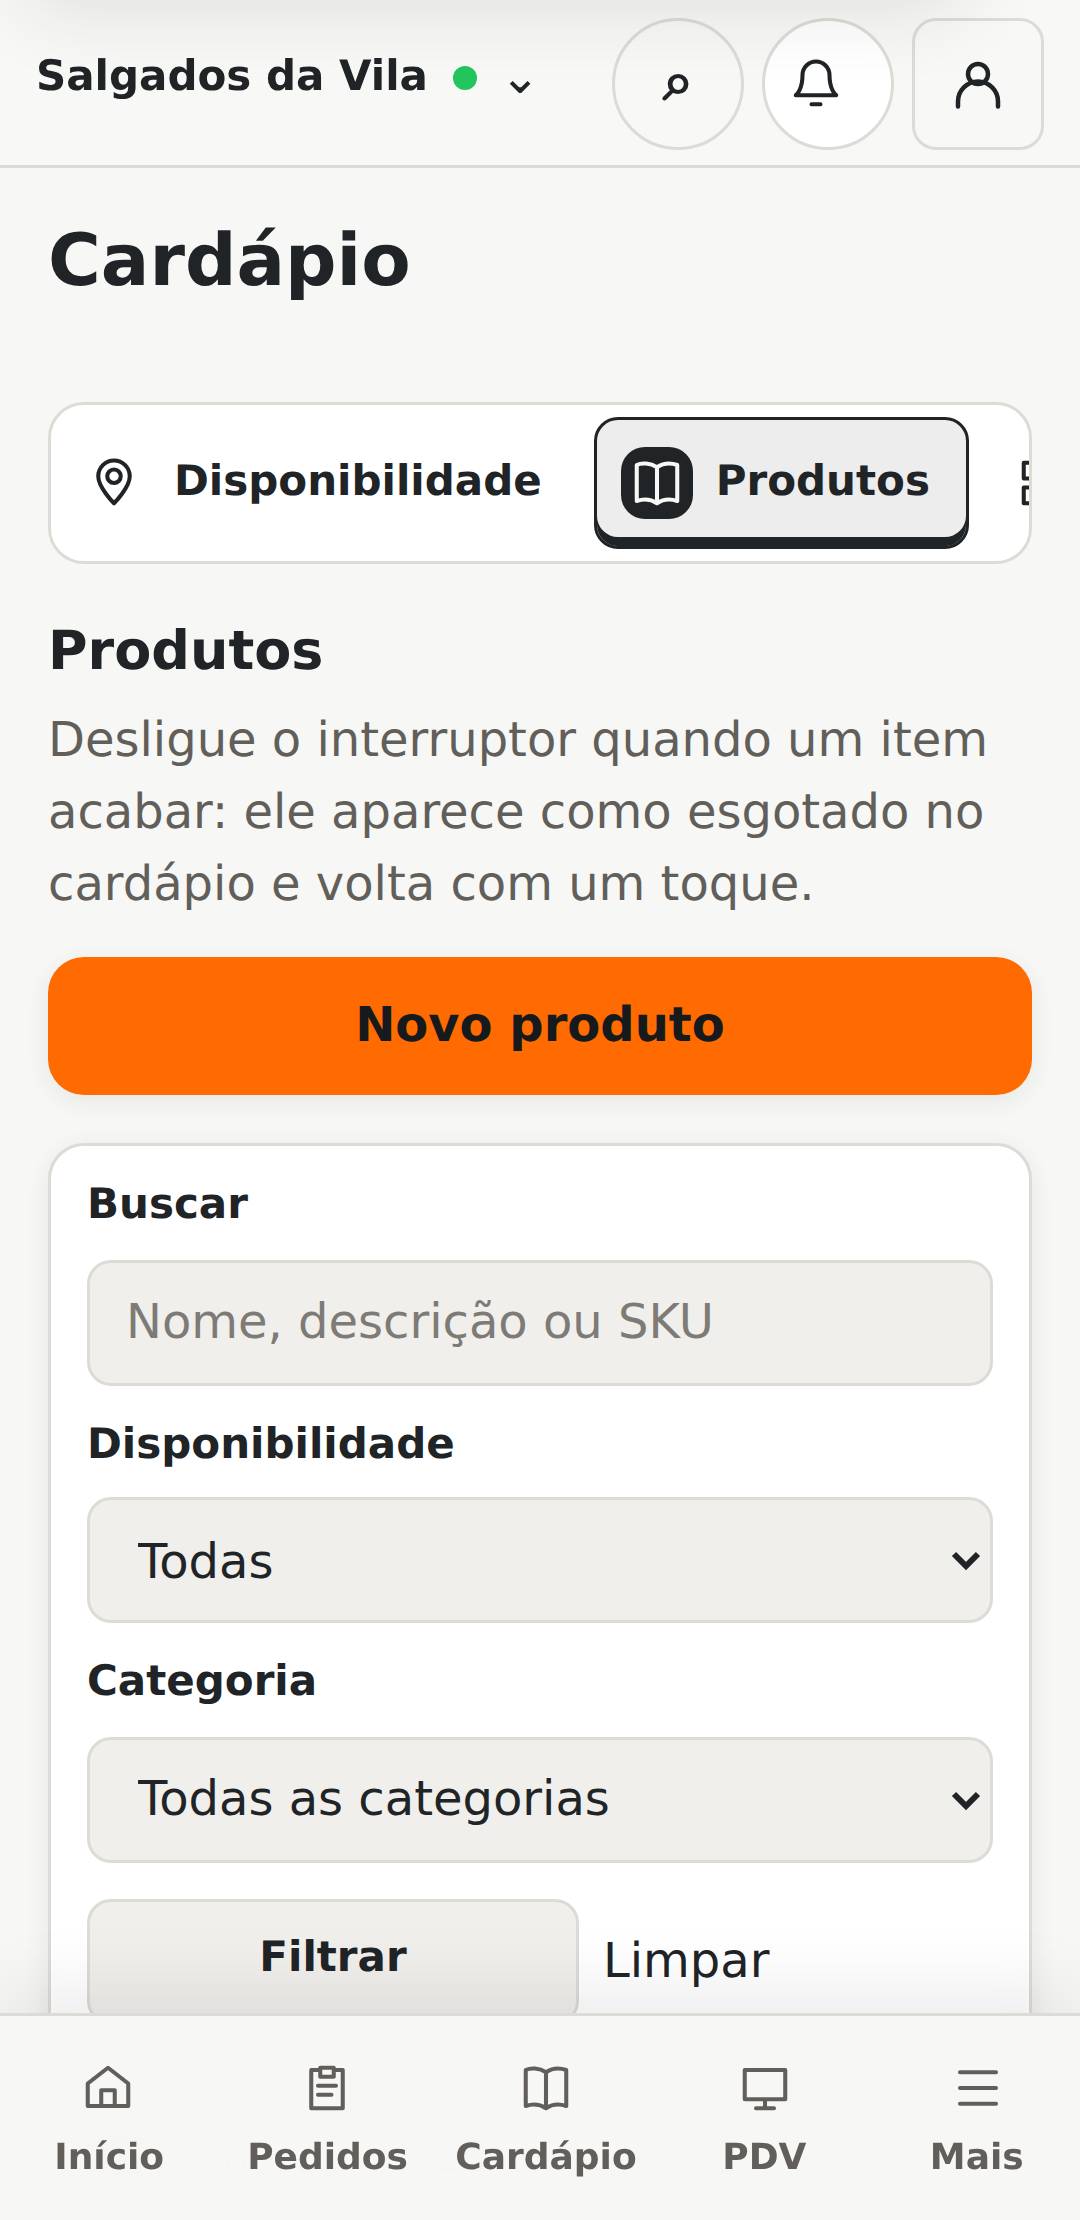 Salgados da Vila
Cardápio
Disponibilidade
Produtos
Produtos
Desligue o interruptor quando um item
acabar: ele aparece como esgotado no
cardápio e volta com um toque.
Novo produto
Buscar
Nome, descrição ou SKU
Disponibilidade
Todas
Categoria
Todas as categorias
Filtrar
Limpar
Início
Pedidos
Cardápio
PDV
Mais